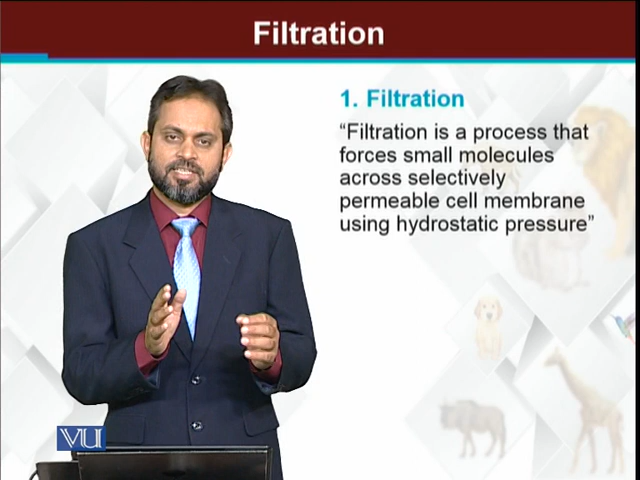 Filtration
1. Filtration
“Filtration is a process that
forces small molecules
across selectively
permeable cell membrane
using hydrostatic pressure”
VU